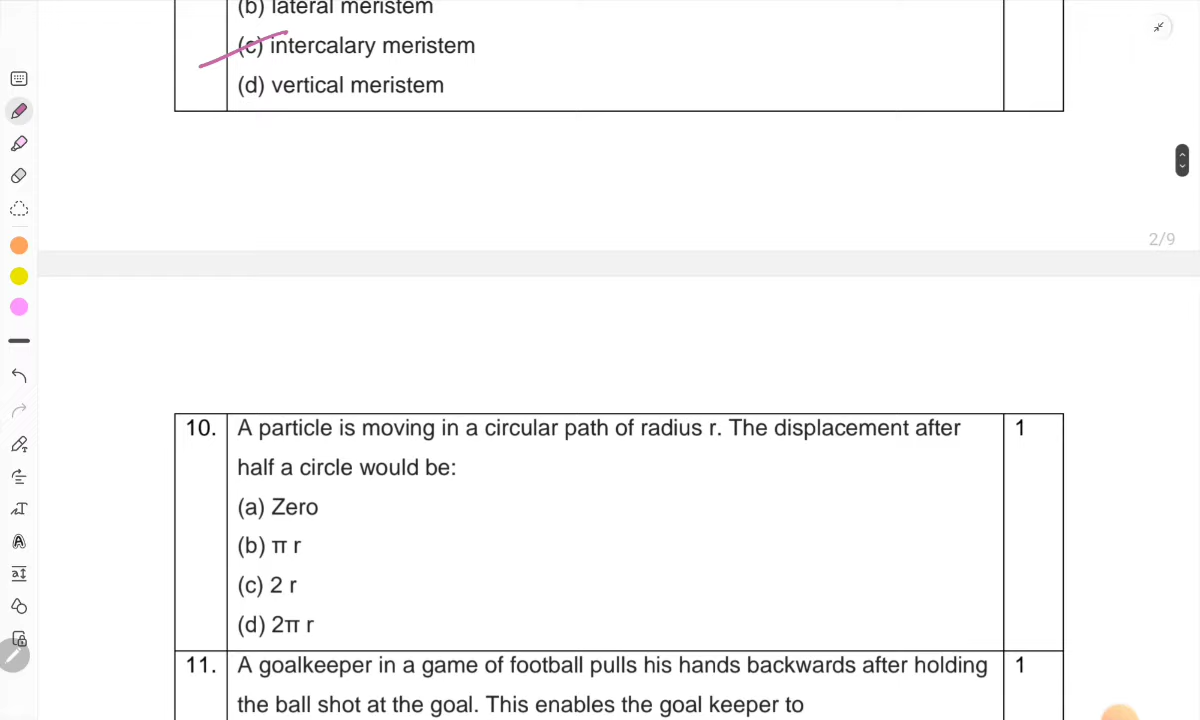 (b) lateral meristem
(c) intercalary meristem
(d) vertical meristem
2/9
10. A particle is moving in a circular path of radius r. The displacement after 1
half a circle would be:
(a) Zero
(b) π r
(c) 2 r
(d) 2π r
11. A goalkeeper in a game of football pulls his hands backwards after holding 1
the ball shot at the goal. This enables the goal keeper to